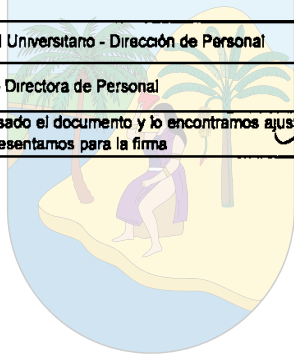 Universitario - Dirección de Personal
Directora de Personal
sado el documento y lo encontramos ajus
esentamos para la firma